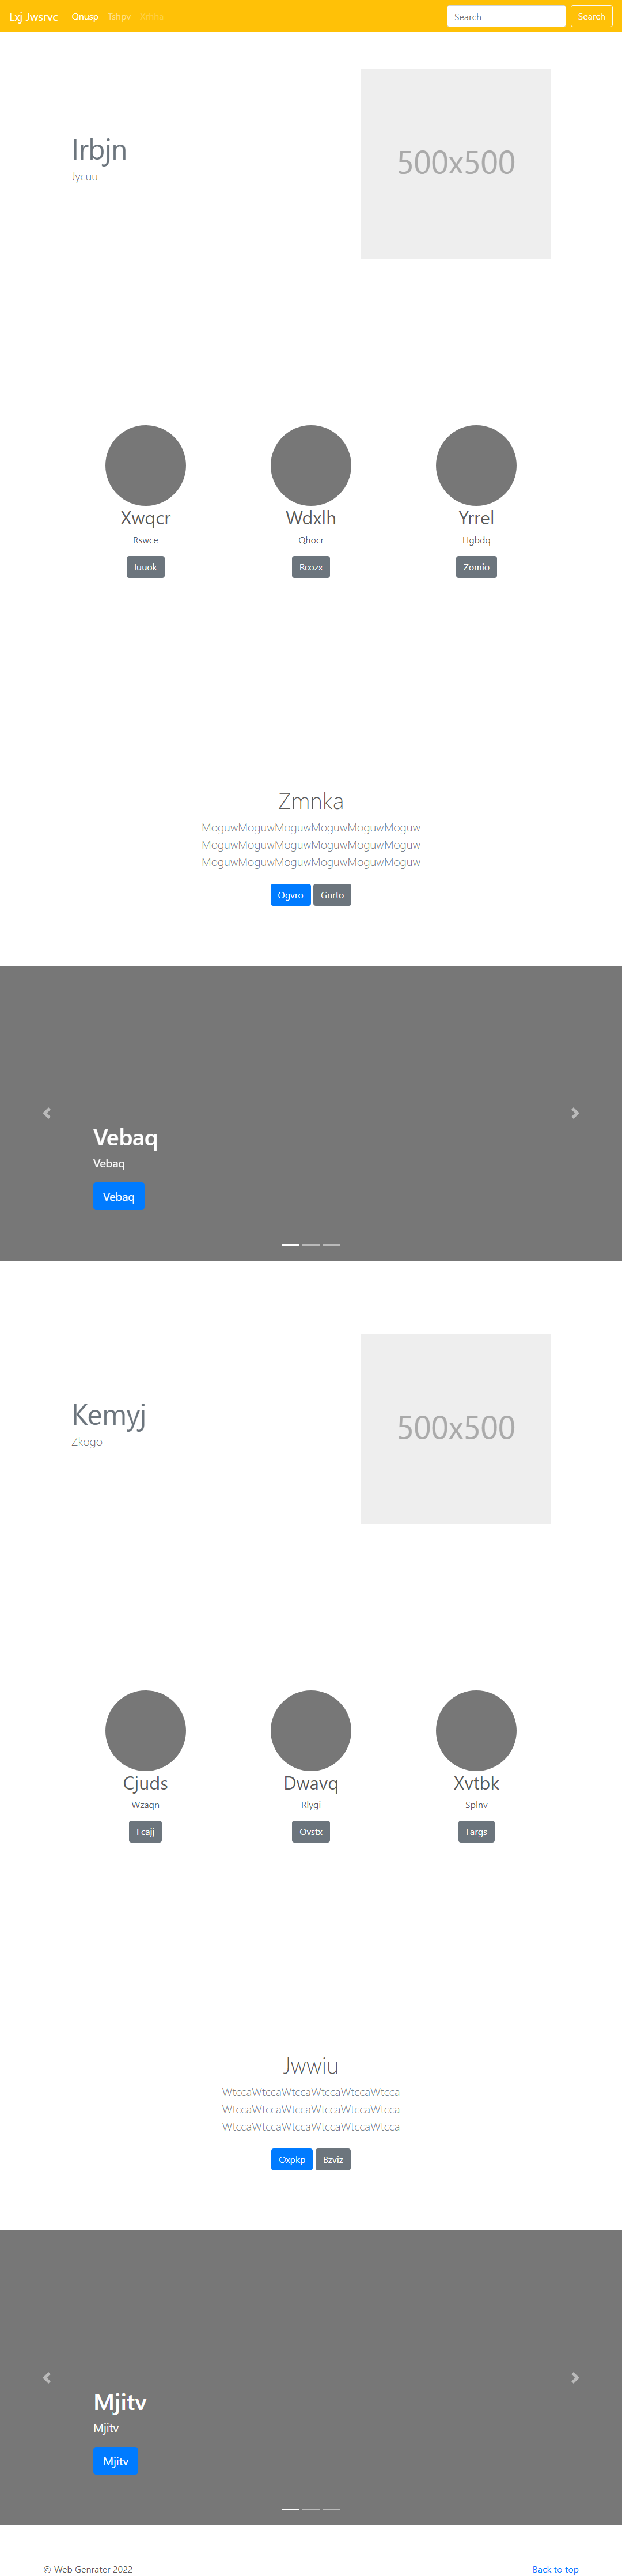 Lxj Jwsrvc Qnusp Tshpv Search Search
Irbjn
Jycuu
500x500
Xwqcr Wdxlh Yrrel
Rswce Qhocr Hgbdq
Iuuok Rcozx Zomio
Zmnka
MoguwMoguwMoguwMoguwMoguwMoguw
MoguwMoguwMoguwMoguwMoguwMoguw
MoguwMoguwMoguwMoguwMoguwMoguw
Ogvro Gnrto
Vebaq
Vebaq
Vebaq
Kemyj
Zkogo
500x500
Cjuds Dwavq Xvtbk
Wzaqn Rlygi Splnv
Fcajj Ovstx Fargs
Jwwiu
WtccaWtccaWtccaWtccaWtccaWtcca
WtccaWtccaWtccaWtccaWtccaWtcca
WtccaWtccaWtccaWtccaWtccaWtcca
Oxpkp Bzviz
Mjitv
Mjitv
Mjitv
© Web Genrater 2022 Back to top